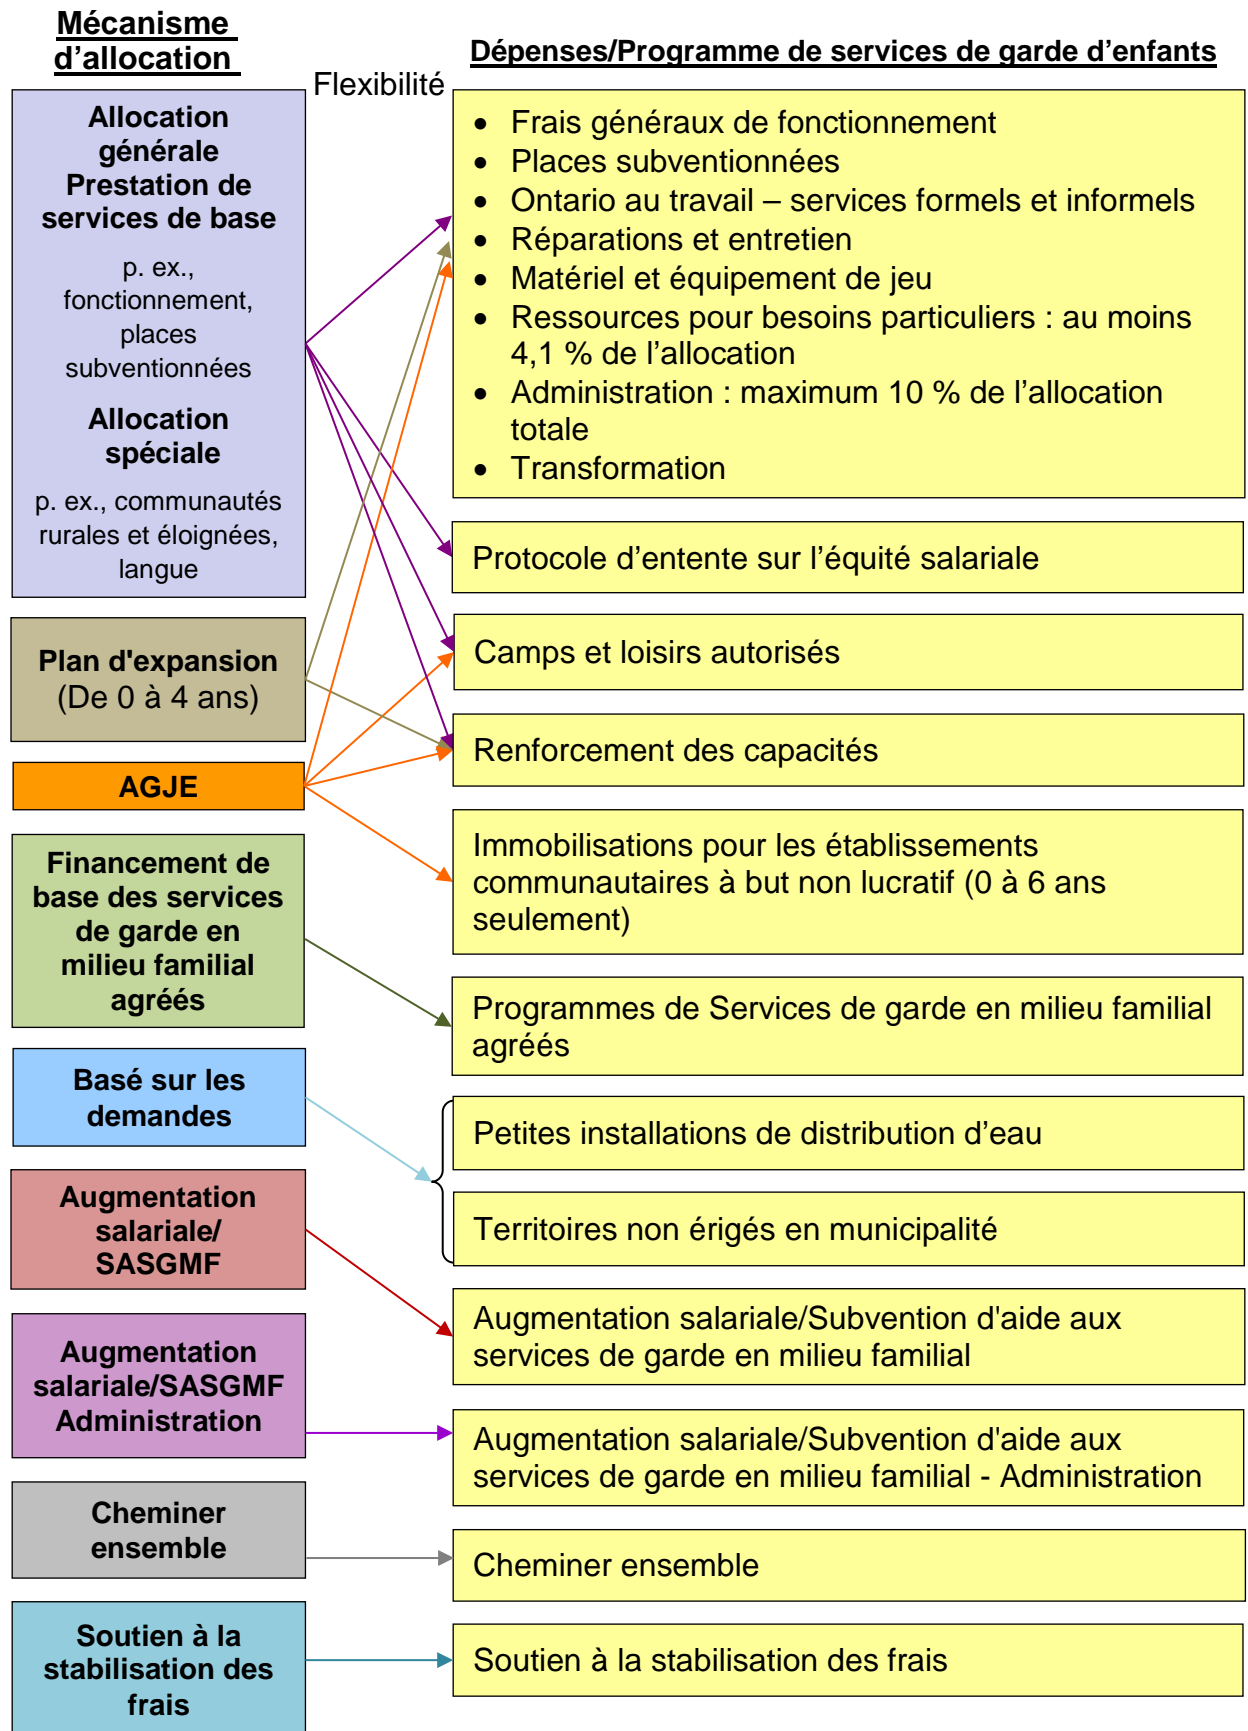 Mécanisme
d’allocation
Flexibilité
Dépenses/Programme de services de garde d’enfants
Allocation
générale
Prestation de
services de base
p. ex.,
fonctionnement,
places
subventionnées
Allocation
spéciale
p. ex., communautés
rurales et éloignées,
langue
Plan d'expansion
(De 0 à 4 ans)
AGJE
Financement de
base des services
de garde en
milieu familial
agréés
Basé sur les
demandes
Augmentation
salariale/
SASGMF
Augmentation
salariale/SASGMF
Administration
Cheminer
ensemble
Soutien à la
stabilisation des
frais
• Frais généraux de fonctionnement
• Places subventionnées
• Ontario au travail – services formels et informels
• Réparations et entretien
• Matériel et équipement de jeu
• Ressources pour besoins particuliers : au moins
4,1 % de l’allocation
• Administration : maximum 10 % de l’allocation
totale
• Transformation
Protocole d’entente sur l’équité salariale
Camps et loisirs autorisés
Renforcement des capacités
Immobilisations pour les établissements
communautaires à but non lucratif (0 à 6 ans
seulement)
Programmes de Services de garde en milieu familial
agréés
Petites installations de distribution d’eau
Territoires non érigés en municipalité
Augmentation salariale/Subvention d'aide aux
services de garde en milieu familial
Augmentation salariale/Subvention d'aide aux
services de garde en milieu familial - Administration
Cheminer ensemble
Soutien à la stabilisation des frais